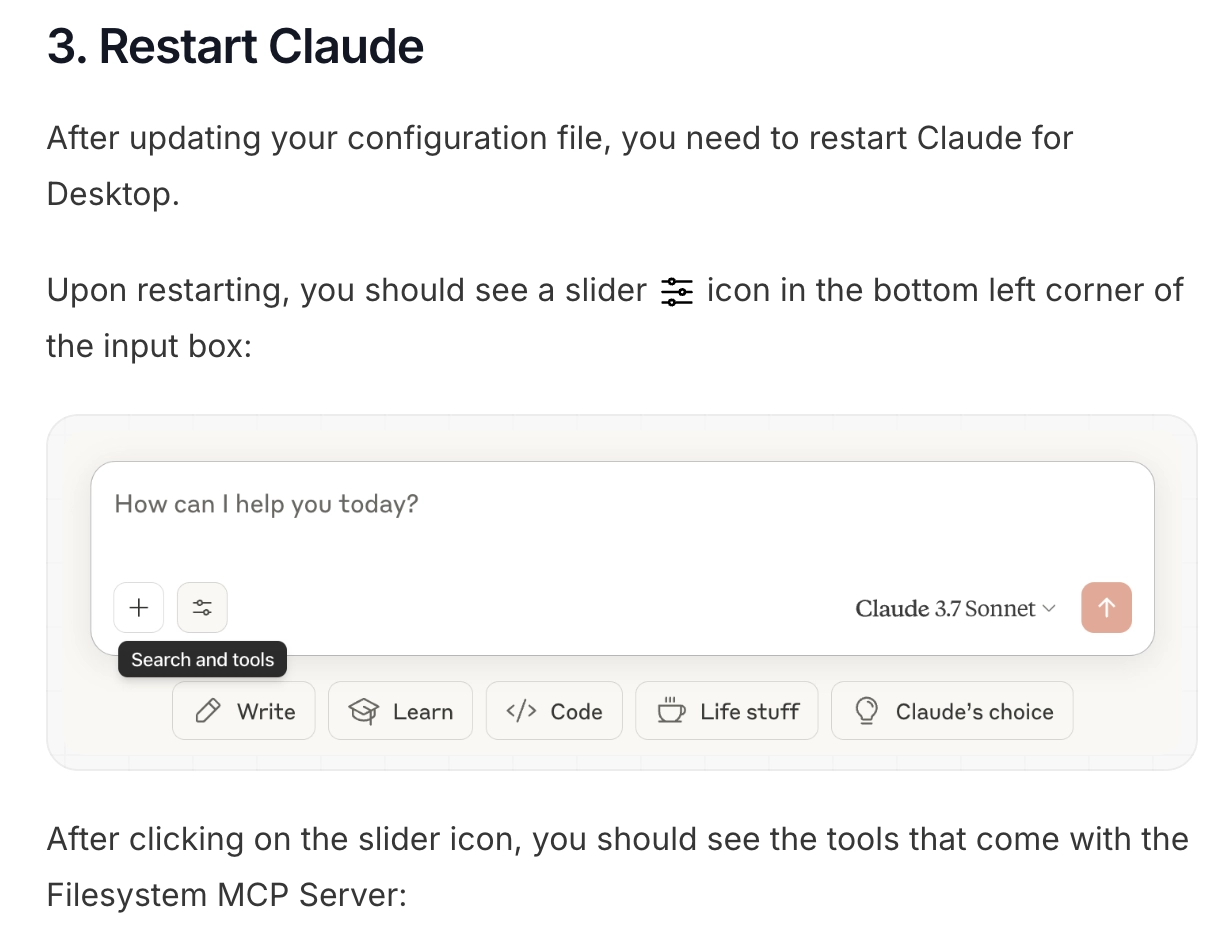 3. Restart Claude
After updating your configuration file, you need to restart Claude for
Desktop.
Upon restarting, you should see a slider icon in the bottom left corner of
the input box:
How can I help you today?
Claude 3.7 Sonnet
Search and tools
Write
Learn
Code
Life stuff
Claude’s choice
After clicking on the slider icon, you should see the tools that come with the
Filesystem MCP Server: